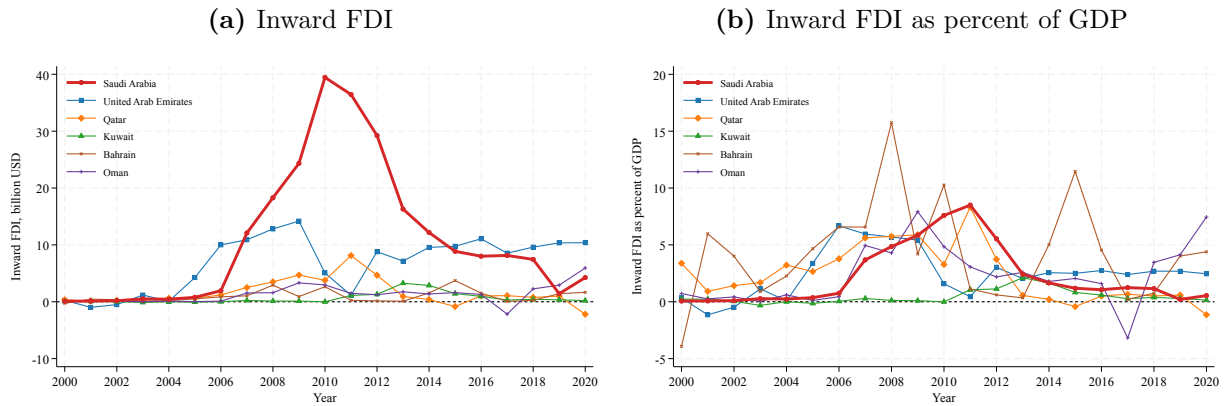 (a) Inward FDI
Inward FDI, billion USD
40
30
20
10
0
-10
Saudi Arabia
United Arab Emirates
Qatar
Kuwait
Bahrain
Oman
2000 2002 2004 2006 2008 2010 2012 2014 2016 2018 2020
Year
(b) Inward FDI as percent of GDP
Inward FDI as percent of GDP
20
15
10
5
0
-5
Saudi Arabia
United Arab Emirates
Qatar
Kuwait
Bahrain
Oman
2000 2002 2004 2006 2008 2010 2012 2014 2016 2018 2020
Year